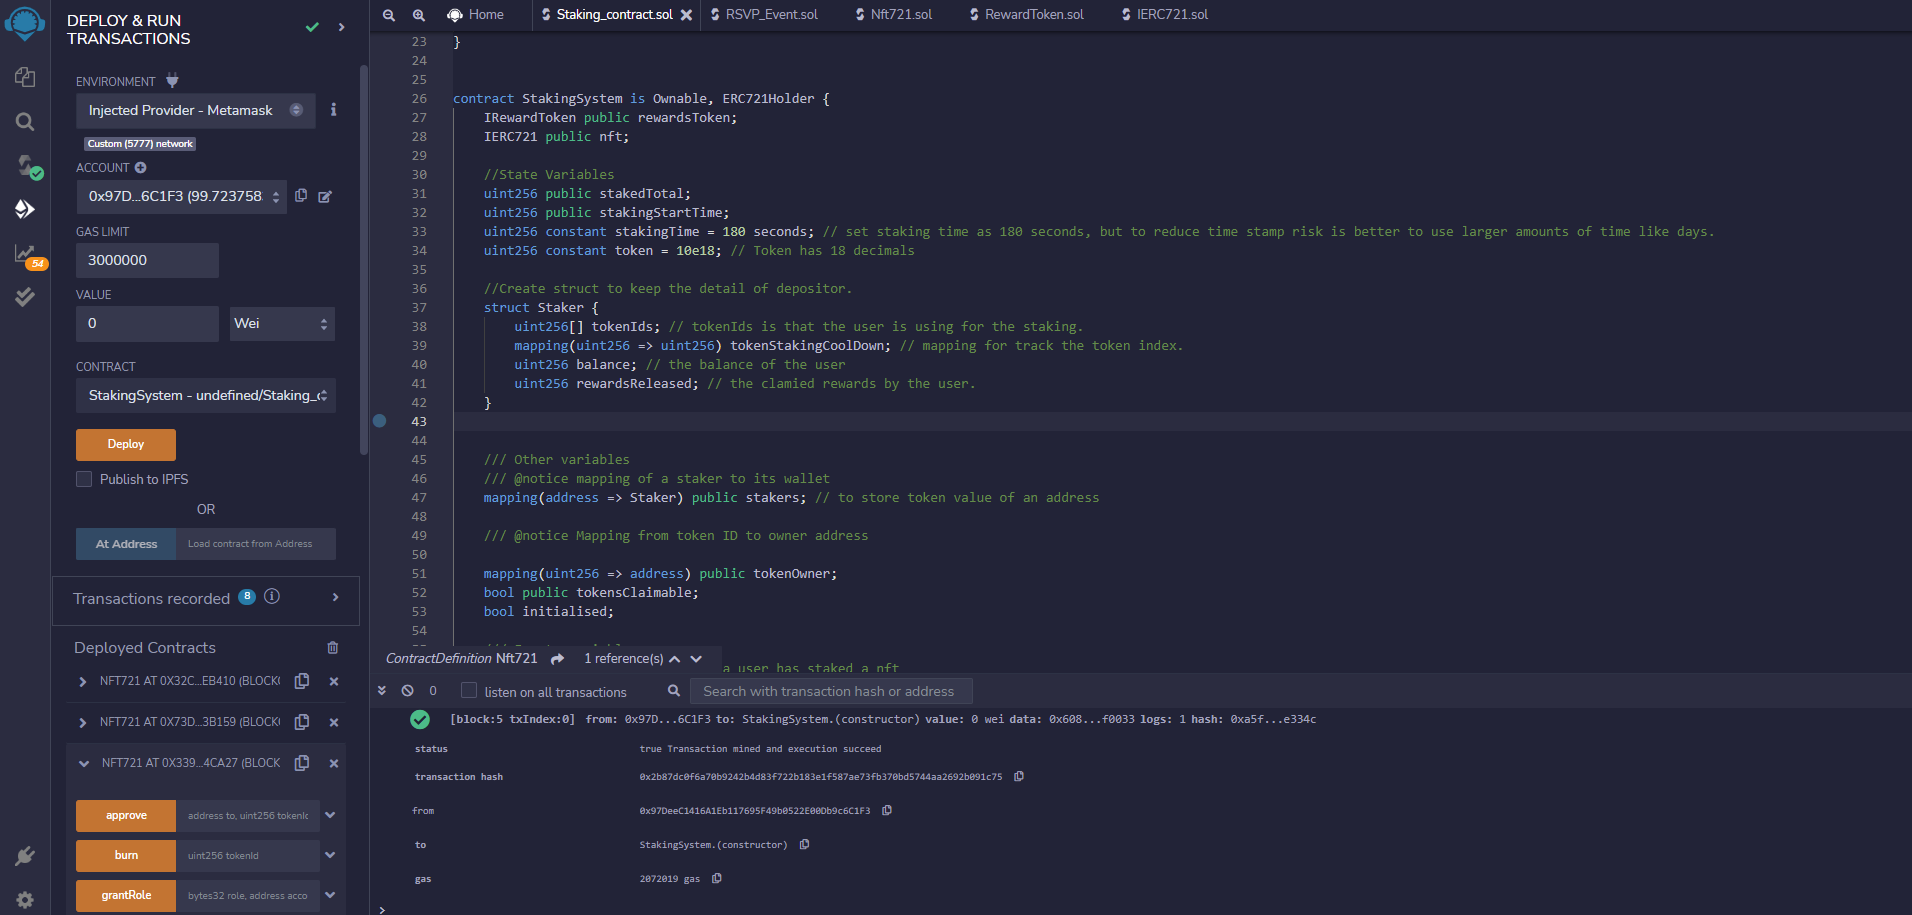 DEPLOY & RUN
TRANSACTIONS
ENVIRONMENT
Injected Provider - Metamask
Custom (5777) network
ACCOUNT
0x97D...6C1F3 (99.7237583
GAS LIMIT
3000000
VALUE
0
Wei
CONTRACT
StakingSystem - undefined/Staking_c
Deploy
Publish to IPFS
OR
At Address
Load contract from Address
Transactions recorded 8
Deployed Contracts
NFT721 AT 0X32C...EB410 (BLOCK
NFT721 AT 0X73D...3B159 (BLOCK
NFT721 AT 0X339...4CA27 (BLOCK
approve
address to, uint256 tokenId
burn
uint256 tokenId
grantRole
bytes32 role, address acco
54
Home
Staking_contract.sol
RSVP_Event.sol
Nft721.sol
RewardToken.sol
IERC721.sol
23 }
24
25
26 contract StakingSystem is Ownable, ERC721Holder {
27 IRewardToken public rewardsToken;
28 IERC721 public nft;
29
30 //State Variables
31 uint256 public stakedTotal;
32 uint256 public stakingStartTime;
33 uint256 constant stakingTime = 180 seconds; // set staking time as 180 seconds, but to reduce time stamp risk is better to use larger amounts of time like days.
34 uint256 constant token = 10e18; // Token has 18 decimals
35
36 //Create struct to keep the detail of depositor.
37 struct Staker {
38 uint256[] tokenIds; // tokenIds is that the user is using for the staking.
39 mapping(uint256 => uint256) tokenStakingCoolDown; // mapping for track the token index.
40 uint256 balance; // the balance of the user
41 uint256 rewardsReleased; // the clamied rewards by the user.
42 }
43
44
45 /// Other variables
46 /// @notice mapping of a staker to its wallet
47 mapping(address => Staker) public stakers; // to store token value of an address
48
49 /// @notice Mapping from token ID to owner address
50
51 mapping(uint256 => address) public tokenOwner;
52 bool public tokensClaimable;
53 bool initialised;
54
a user has staked a nft
ContractDefinition Nft721
1 reference(s)
0
listen on all transactions
Search with transaction hash or address
[block:5 txIndex:0] from: 0x97D...6C1F3 to: StakingSystem.(constructor) value: 0 wei data: 0x608...f0033 logs: 1 hash: 0xa5f...e334c
status true Transaction mined and execution succeed
transaction hash 0x2b87dc0f6a70b9242b4d83f722b183e1f587ae73fb370bd5744aa2692b091c75
from 0x97DeeC1416A1Eb117695F49b0522E00Db9c6C1F3
to StakingSystem.(constructor)
gas 2072019 gas
>